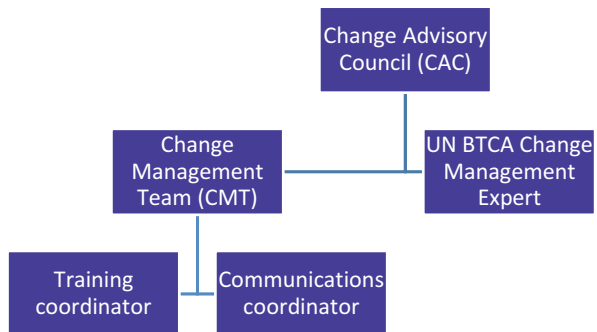 Change Advisory
Council (CAC)
Change
Management
Team (CMT)
UN BTCA Change
Management
Expert
Training
coordinator
Communications
coordinator